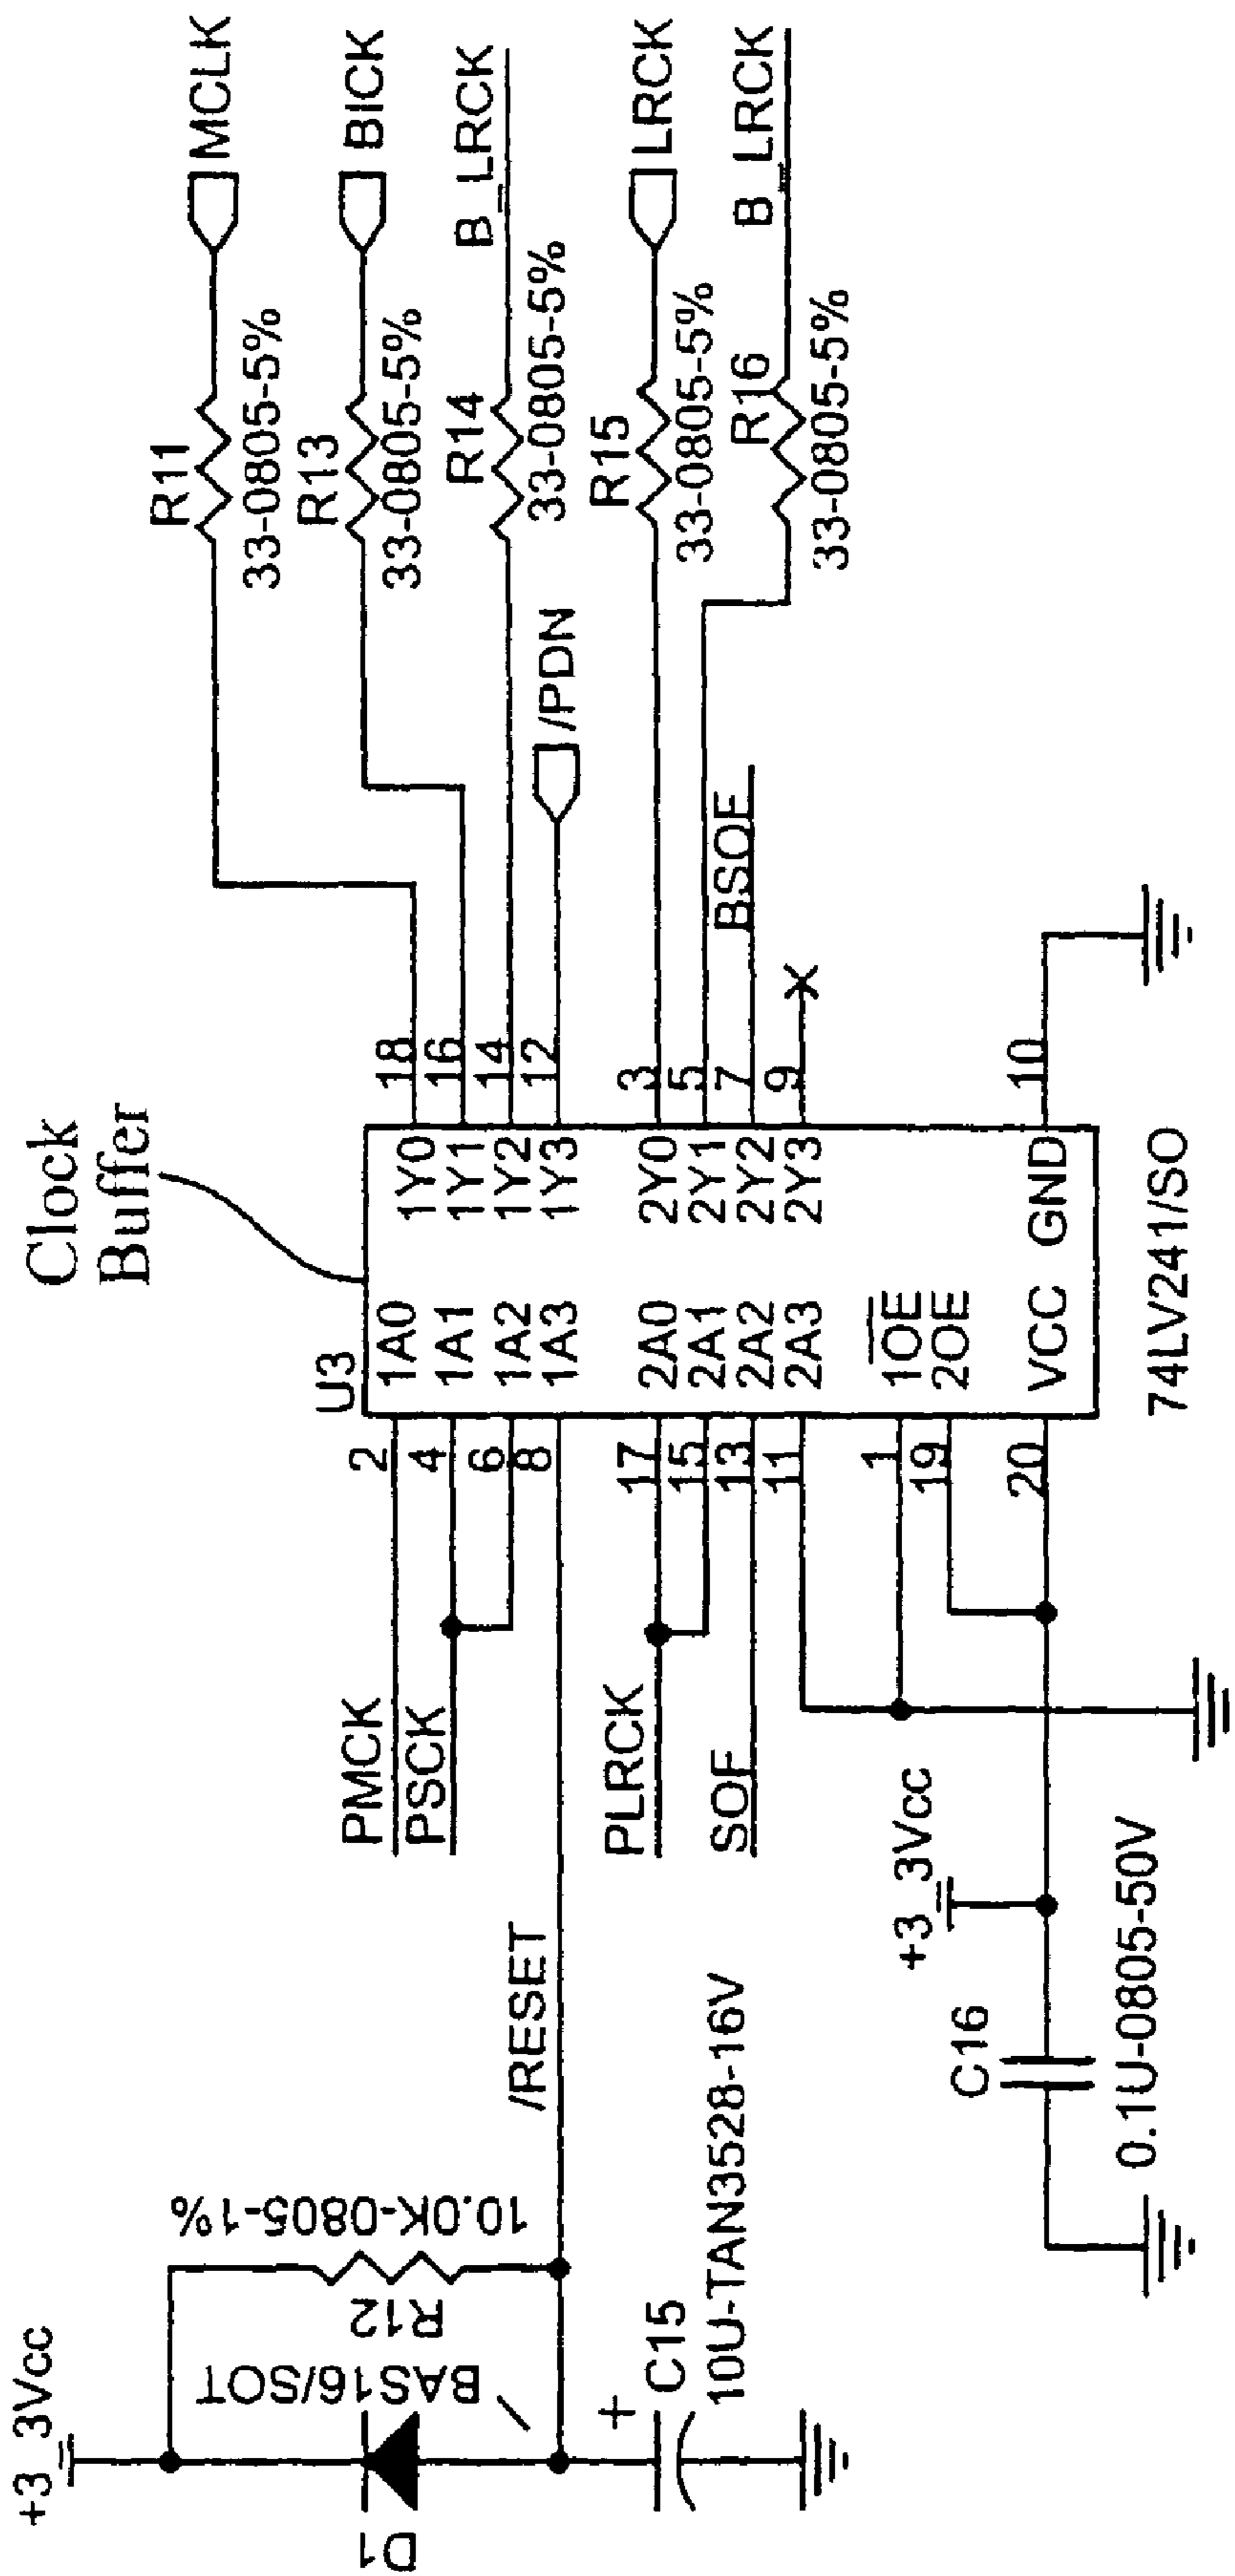 Clock
Buffer
U3
74LV241/SO
1A0
1A1
1A2
1A3
2A0
2A1
2A2
2A3
1OE
2OE
VCC
1Y0
1Y1
1Y2
1Y3
2Y0
2Y1
2Y2
2Y3
GND
2
4
6
8
17
15
13
11
1
19
20
18
16
14
12
3
5
7
9
10
PMCK
PSCK
/RESET
PLRCK
SOF
+3_3Vcc
D1
BAS16/SOT
R12
10.0K-0805-1%
C15
10U-TAN3528-16V
+
+3_3Vcc
C16
0.1U-0805-50V
R11
33-0805-5%
MCLK
R13
33-0805-5%
BICK
R14
33-0805-5%
B_LRCK
/PDN
R15
33-0805-5%
LRCK
R16
33-0805-5%
B_LRCK
BSOF
X